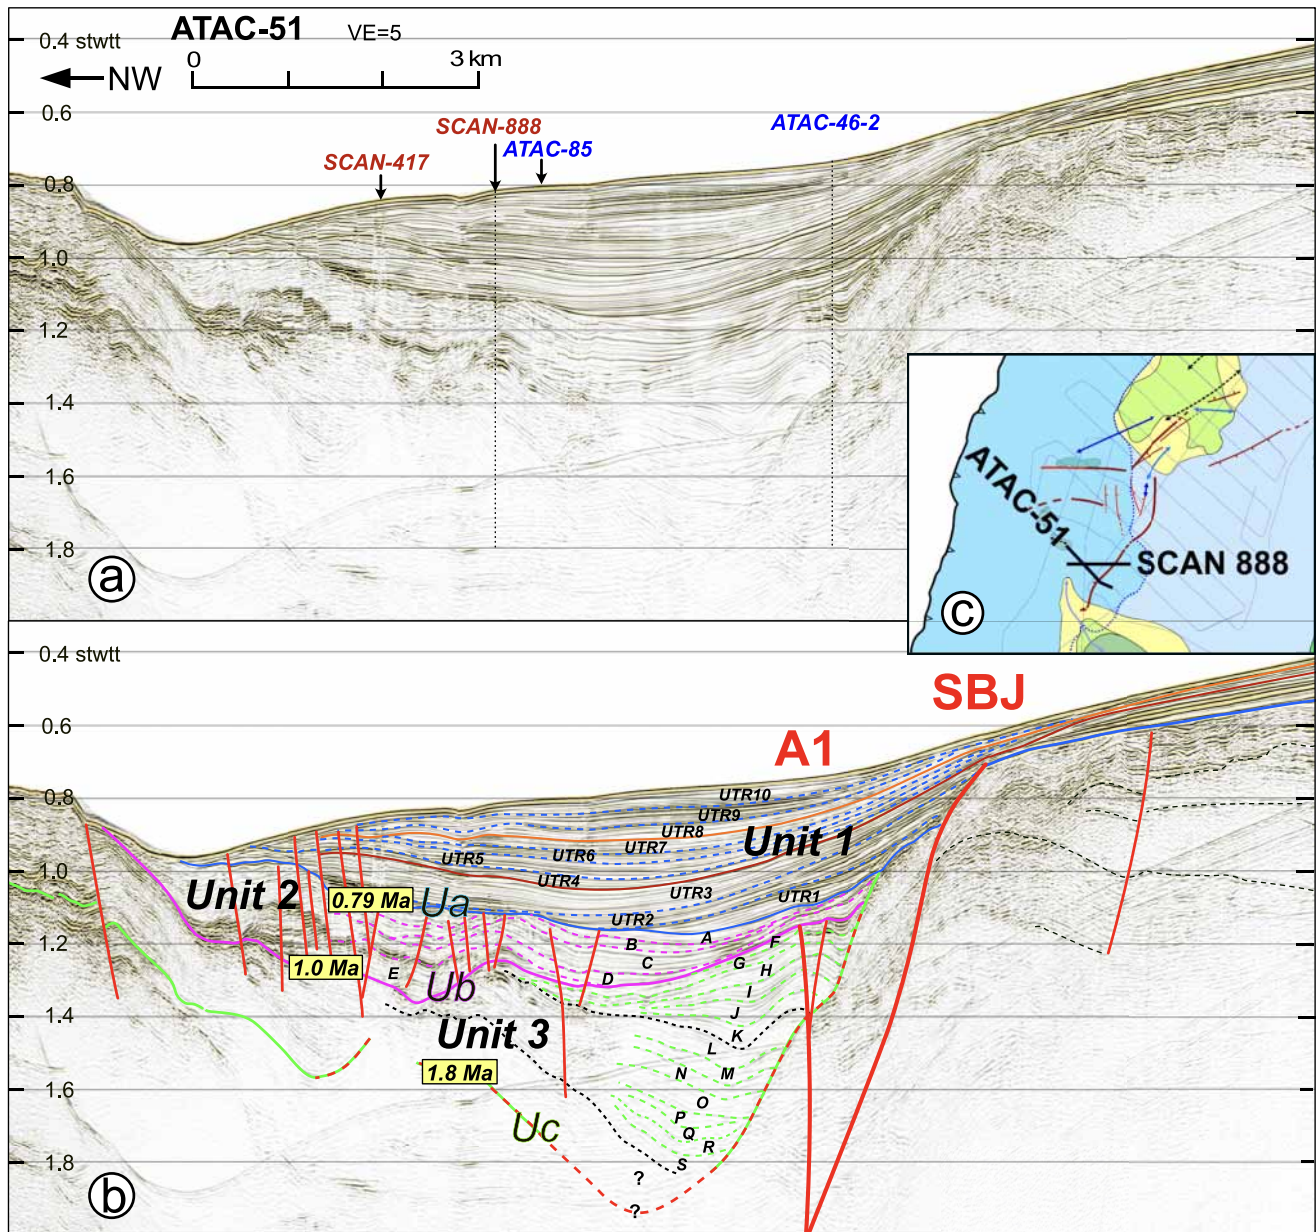 ATAC-51 VE=5
0.4 stwtt
0 3 km
NW
0.6
SCAN-888
ATAC-46-2
ATAC-85
SCAN-417
0.8
1.0
1.2
1.4
1.6
1.8
a
ATAC-51
SCAN 888
c
0.4 stwtt
SBJ
0.6
A1
0.8
UTR10
UTR9
UTR8
UTR7
Unit 1
UTR6
UTR5
1.0
UTR4
UTR3
Unit 2
0.79 Ma
Ua
UTR1
UTR2
1.2
A
B
F
C
G
H
1.0 Ma
E
D
Ub
I
1.4
J
Unit 3
K
L
1.8 Ma
N
M
1.6
O
Uc
P
Q
R
1.8
S
?
b
?